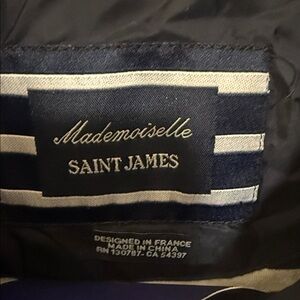 Mademoiselle
SAINT JAMES
DESIGNED IN FRANCE
MADE IN CHINA
RN 130787- CA 54397